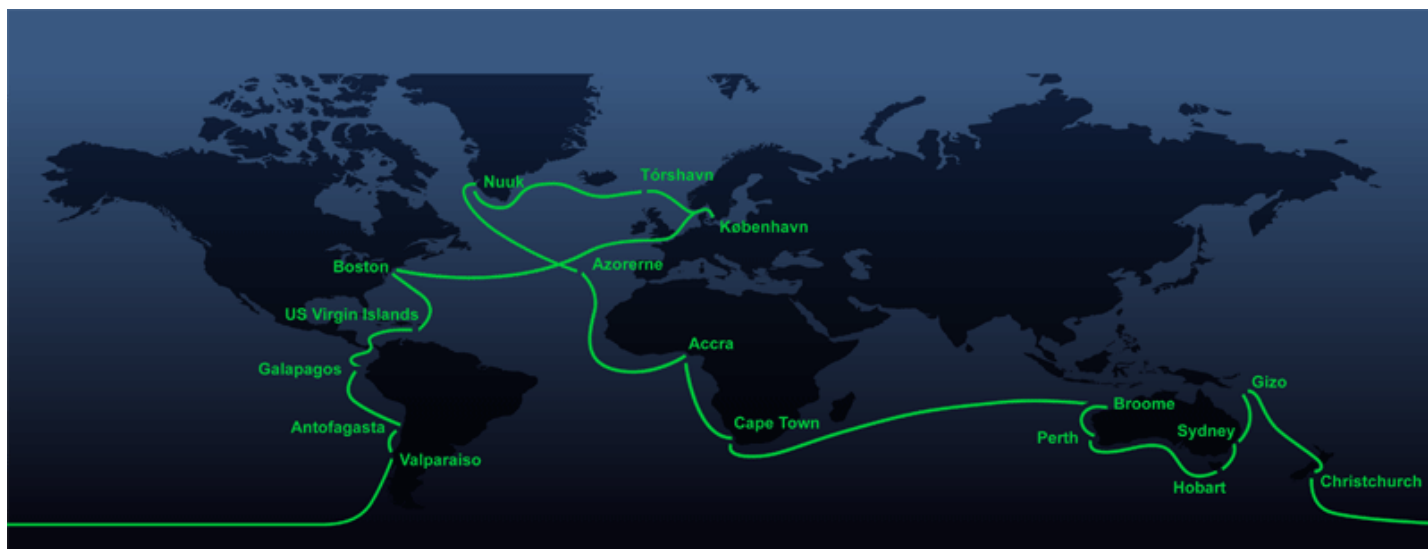 Nuuk
Tórshavn
København
Boston
Azorerne
US Virgin Islands
Accra
Galapagos
Gizo
Broome
Antofagasta
Cape Town
Perth
Sydney
Valparaiso
Hobart
Christchurch